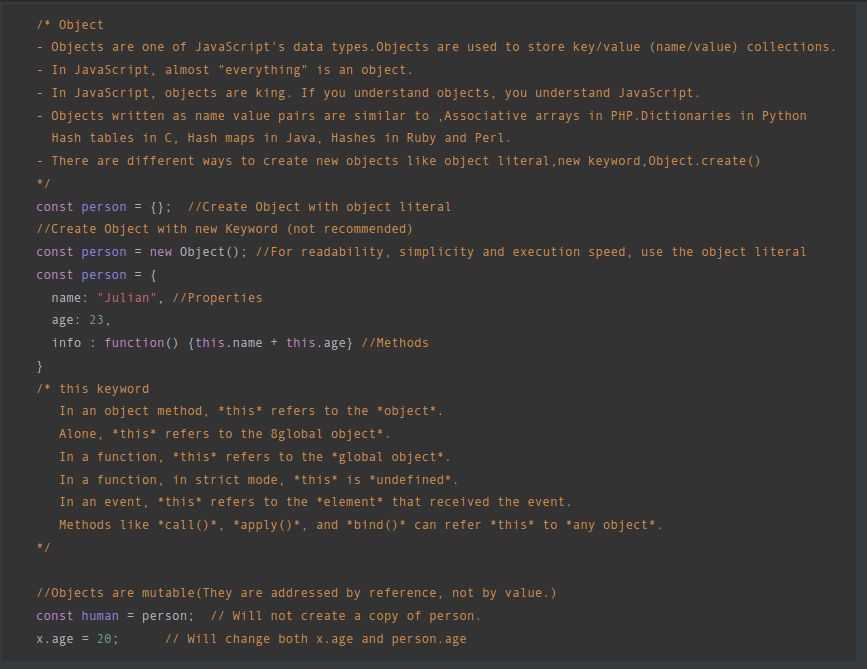 /* Object
- Objects are one of JavaScript's data types.Objects are used to store key/value (name/value) collections.
- In JavaScript, almost "everything" is an object.
- In JavaScript, objects are king. If you understand objects, you understand JavaScript.
- Objects written as name value pairs are similar to ,Associative arrays in PHP.Dictionaries in Python
  Hash tables in C, Hash maps in Java, Hashes in Ruby and Perl.
- There are different ways to create new objects like object literal,new keyword,Object.create()
*/
const person = {};  //Create Object with object literal
//Create Object with new Keyword (not recommended)
const person = new Object(); //For readability, simplicity and execution speed, use the object literal
const person = {
  name: "Julian", //Properties
  age: 23,
  info : function() {this.name + this.age} //Methods
}
/* this keyword
   In an object method, *this* refers to the *object*.
   Alone, *this* refers to the 8global object*.
   In a function, *this* refers to the *global object*.
   In a function, in strict mode, *this* is *undefined*.
   In an event, *this* refers to the *element* that received the event.
   Methods like *call()*, *apply()*, and *bind()* can refer *this* to *any object*.
*/
//Objects are mutable(They are addressed by reference, not by value.)
const human = person;  // Will not create a copy of person.
x.age = 20;      // Will change both x.age and person.age